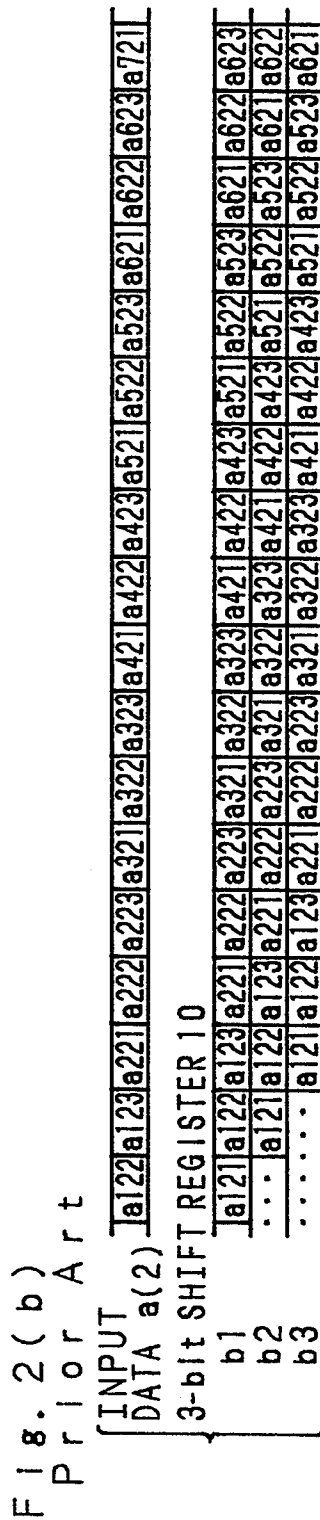 Fig. 2 (b)
Prior Art
INPUT
DATA a(2) a122 a123 a221 a222 a223 a321 a322 a323 a421 a422 a423 a521 a522 a523 a621 a622 a623 a721
3-bit SHIFT REGISTER 10
b1 a121 a122 a123 a221 a222 a223 a321 a322 a323 a421 a422 a423 a521 a522 a523 a621 a622 a623
b2 ... a121 a122 a123 a221 a222 a223 a321 a322 a323 a421 a422 a423 a521 a522 a523 a621 a622
b3 ...... a121 a122 a123 a221 a222 a223 a321 a322 a323 a421 a422 a423 a521 a522 a523 a621